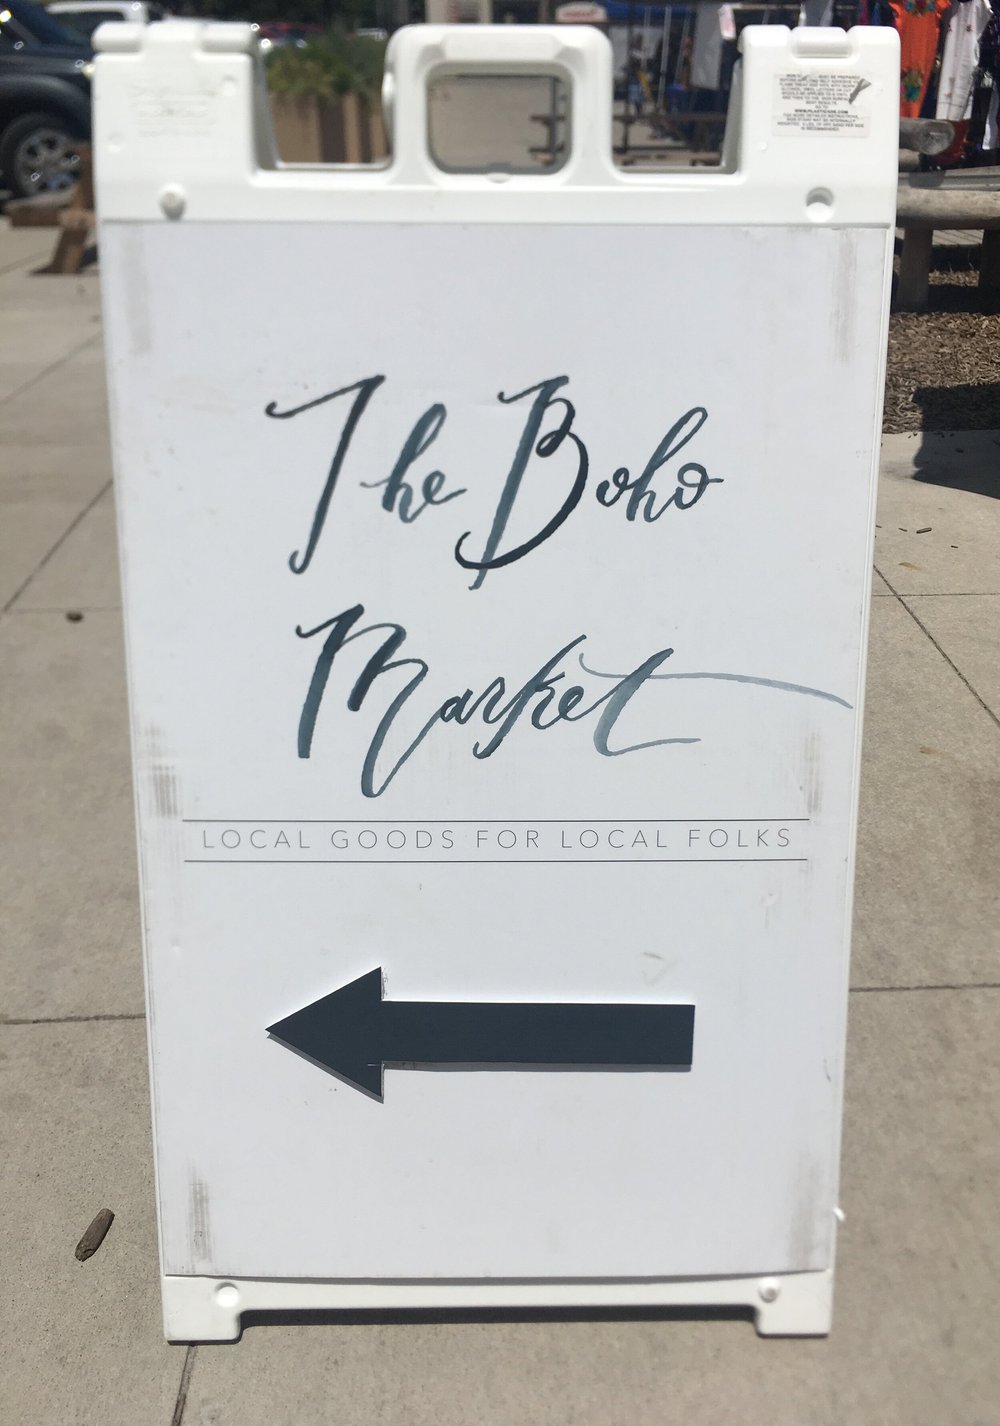 The Boho
Market
LOCAL GOODS FOR LOCAL FOLKS